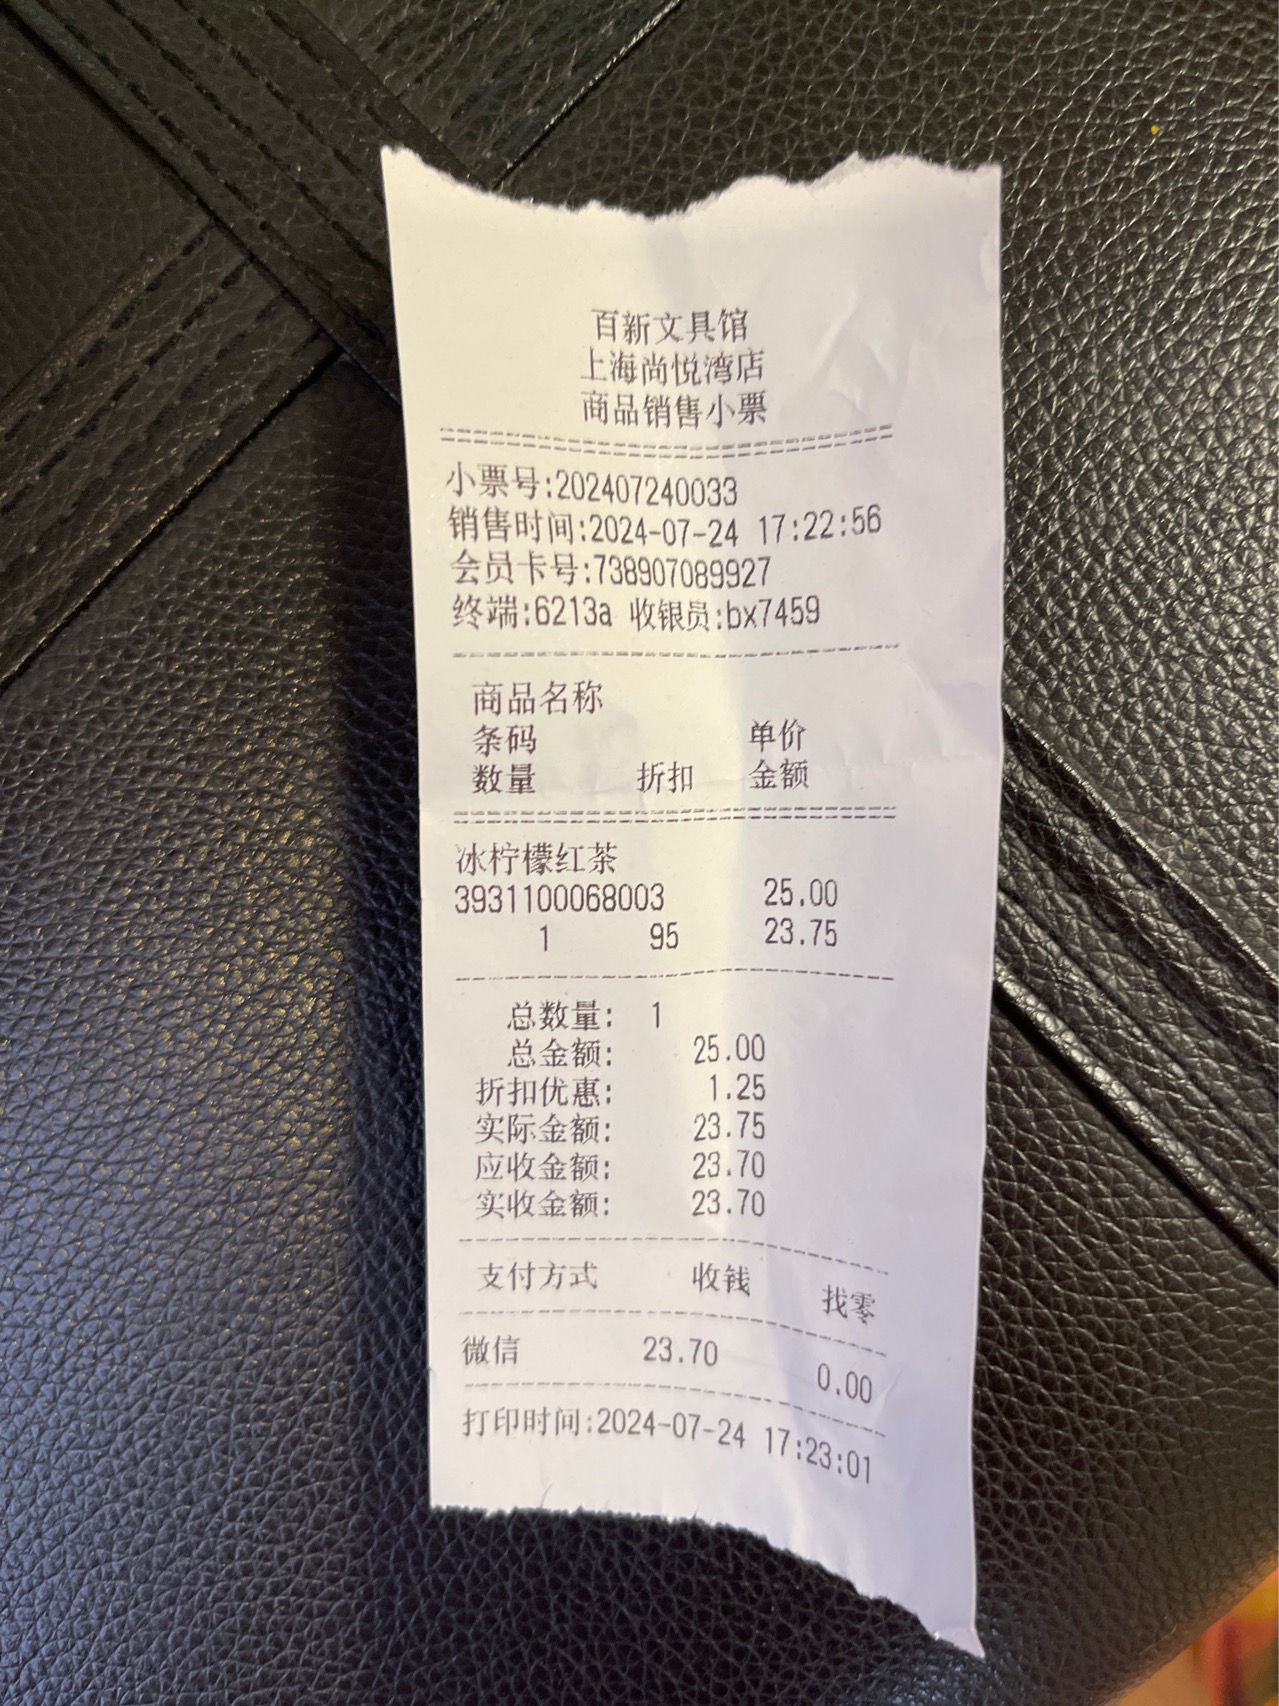 百新文具馆
上海尚悦湾店
商品销售小票
小票号:202407240033
销售时间:2024-07-24 17:22:56
会员卡号:738907089927
终端:6213a 收银员:bx7459
商品名称
条码 单价
数量 折扣 金额
冰柠檬红茶
3931100068003 25.00
1 95 23.75
总数量: 1
总金额: 25.00
折扣优惠: 1.25
实际金额: 23.75
应收金额: 23.70
实收金额: 23.70
支付方式 收钱 找零
微信 23.70 0.00
打印时间:2024-07-24 17:23:01